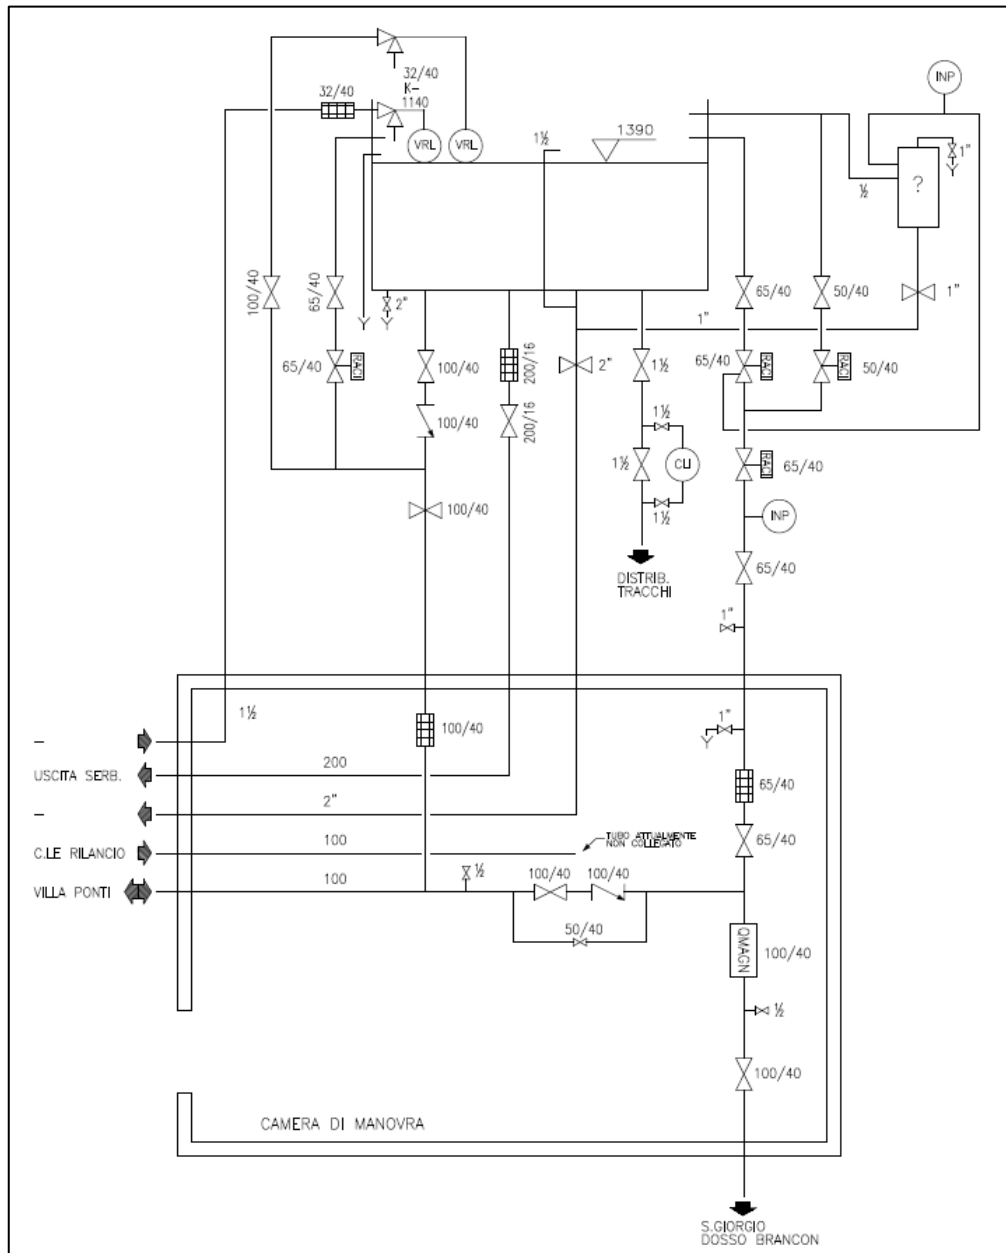 32/40
K-
1140
32/40
VRL
VRL
1½
1390
INP
1"
?
½
100/40
65/40
2"
65/40
50/40
1"
1"
65/40
RACI
100/40
200/16
2"
1½
65/40
RACI
RACI
50/40
100/40
200/16
1½
1½
CLI
1½
RACI
65/40
100/40
INP
DISTRIB.
TRACCHI
65/40
1"
1½
100/40
1"
-
200
USCITA SERB.
65/40
2"
-
TUBO ATTUALMENTE
NON COLLEGATO
65/40
100
C.LE RILANCIO
100
VILLA PONTI
½
100/40
100/40
50/40
QMAGN
100/40
½
100/40
CAMERA DI MANOVRA
S.GIORGIO
DOSSO BRANCON